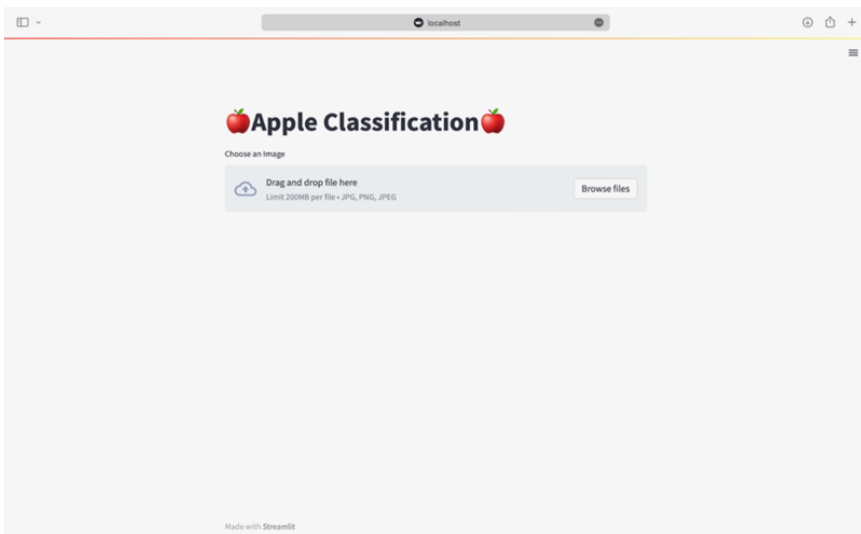 localhost
🍎Apple Classification🍎
Choose an Image
Drag and drop file here
Limit 200MB per file • JPG, PNG, JPEG
Browse files
Made with Streamlit